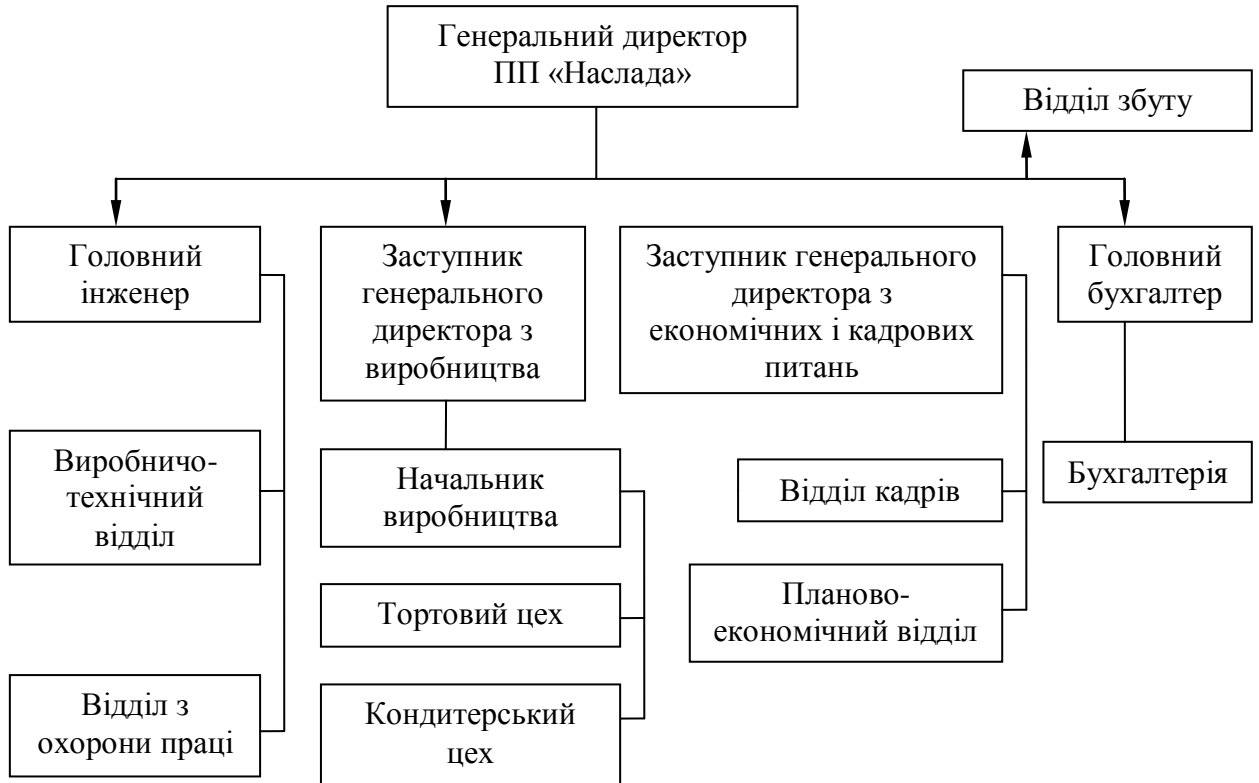 Генеральний директор
ПП «Наслада»
Відділ збуту
Головний
інженер
Заступник
генерального
директора з
виробництва
Заступник генерального
директора з
економічних і кадрових
питань
Головний
бухгалтер
Виробничо-
технічний
відділ
Начальник
виробництва
Відділ кадрів
Бухгалтерія
Тортовий цех
Планово-
економічний відділ
Відділ з
охорони праці
Кондитерський
цех